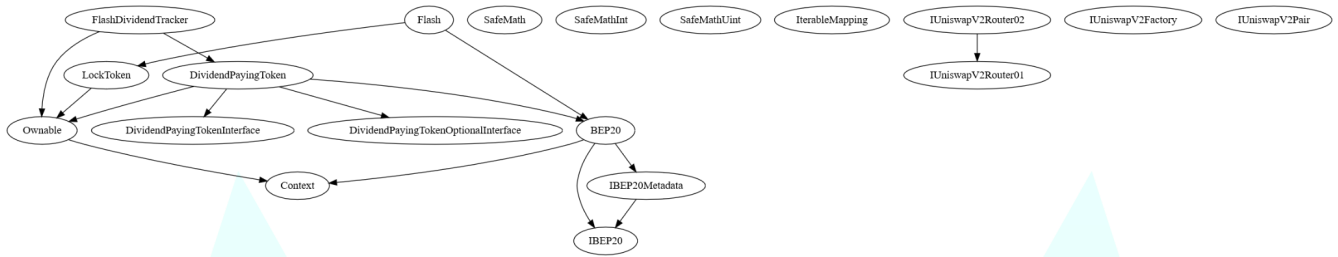 FlashDividendTracker
Flash
SafeMath
SafeMathInt
SafeMathUint
IterableMapping
IUniswapV2Router02
IUniswapV2Factory
IUniswapV2Pair
LockToken
DividendPayingToken
IUniswapV2Router01
Ownable
DividendPayingTokenInterface
DividendPayingTokenOptionalInterface
BEP20
Context
IBEP20Metadata
IBEP20